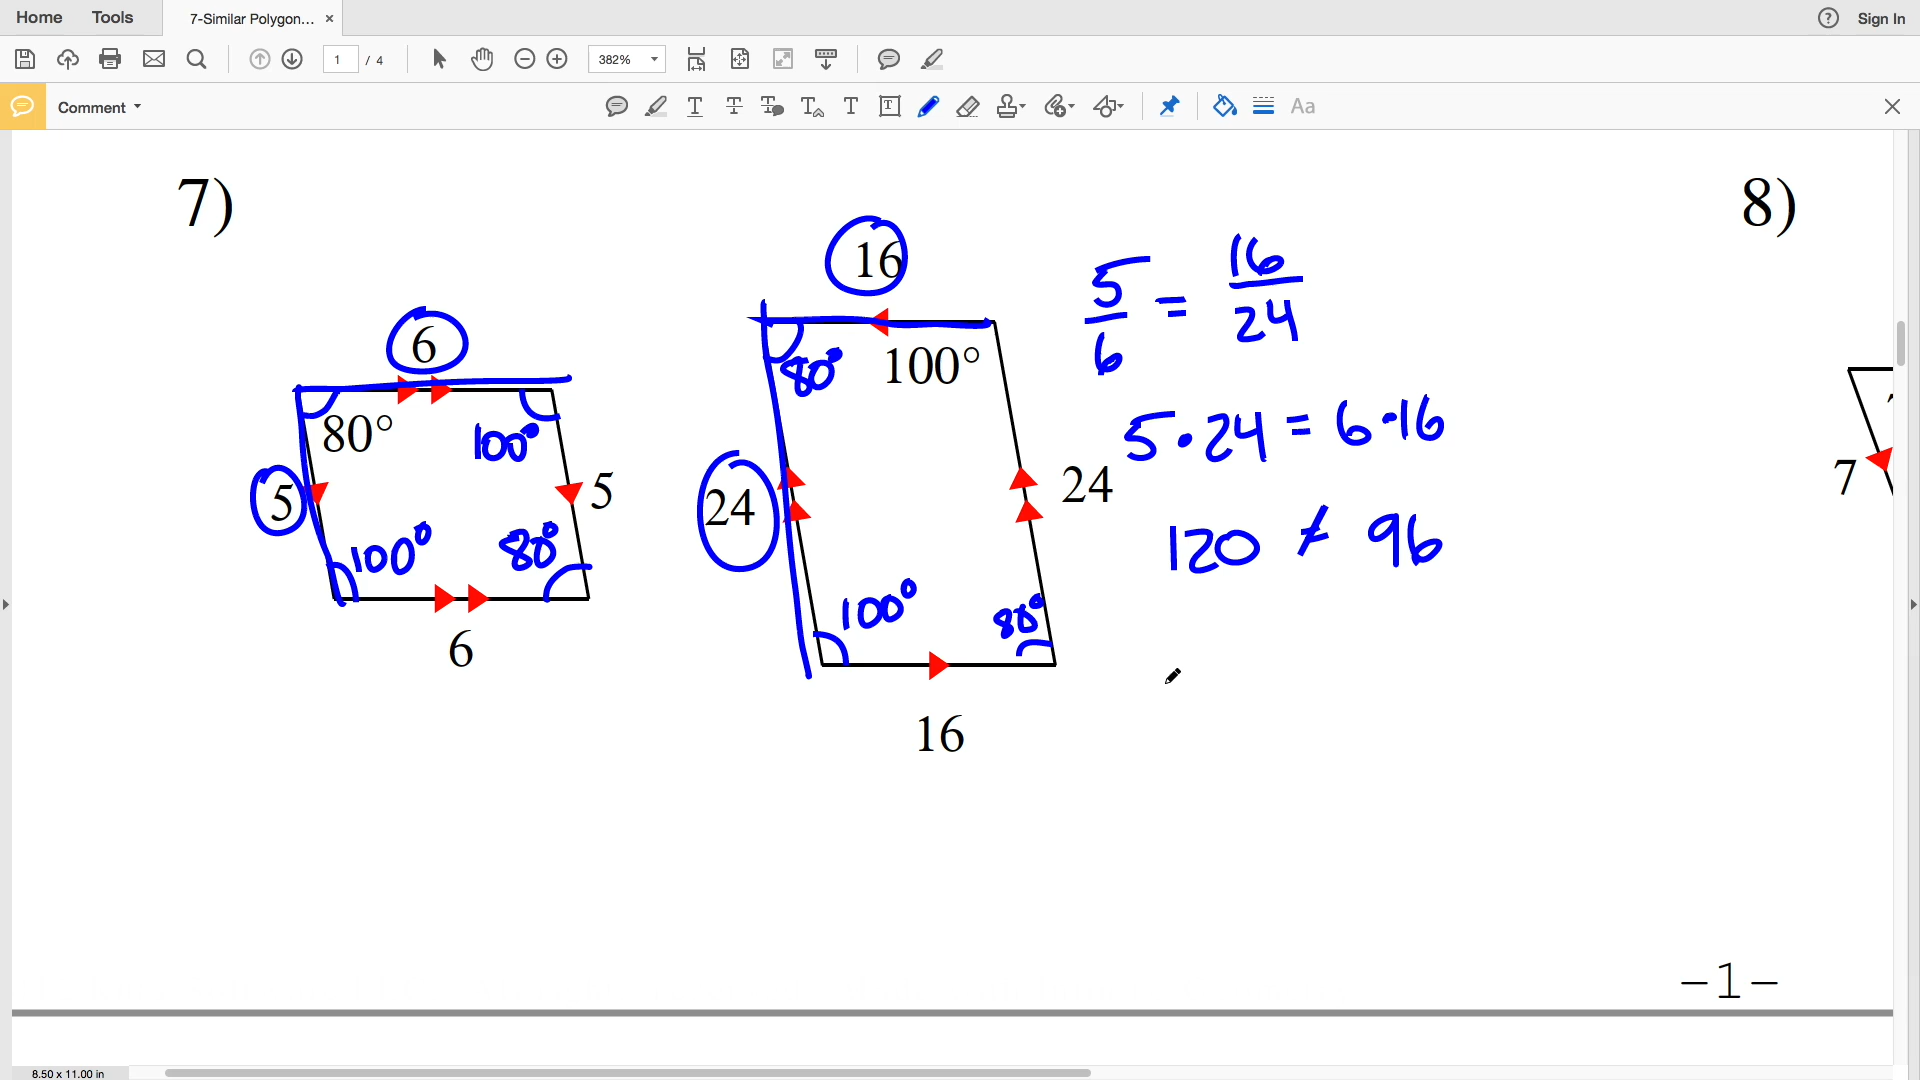 Home Tools 7-Similar Polygon... × ? Sign In
1 / 4 382%
Comment Aa
7) 8)
16
6
80° 100°
5
80° 100°
5
24
24
100° 80°
6
100° 80°
16
5/6 = 16/24
5·24 = 6·16
120 ≠ 96
7
-1-
8.50 x 11.00 in